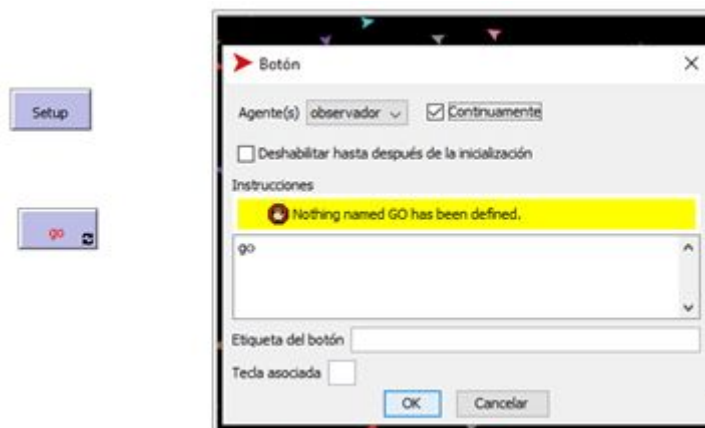 Setup
go
Botón
Agente(s) observador Continuamente
Deshabilitar hasta después de la inicialización
Instrucciones
Nothing named GO has been defined.
go
Etiqueta del botón
Tecla asociada
OK Cancelar